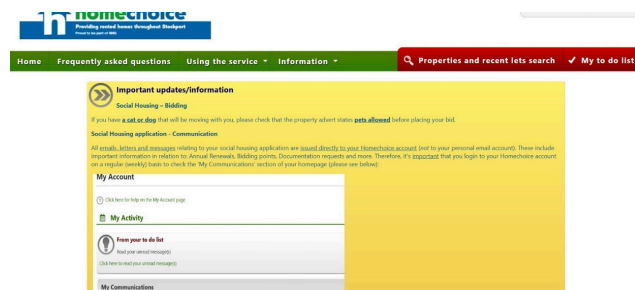 homechoice
Providing rented homes throughout Stockport
Proud to be part of SMBC
Home Frequently asked questions Using the service Information Properties and recent lets search My to do list
Important updates/information
Social Housing – Bidding
If you have a cat or dog that will be moving with you, please check that the property advert states pets allowed before placing your bid.
Social Housing application - Communication
All emails, letters and messages relating to your social housing application are issued directly to your Homechoice account (not to your personal email account). These include
important information in relation to: Annual Renewals, Bidding points, Documentation requests and more. Therefore, it's important that you login to your Homechoice account
on a regular (weekly) basis to check the 'My Communications' section of your homepage (please see below):
My Account
Click here for help on the My Account page
My Activity
From your to do list
Read your unread message(s)
Click here to read your unread message(s)
My Communications